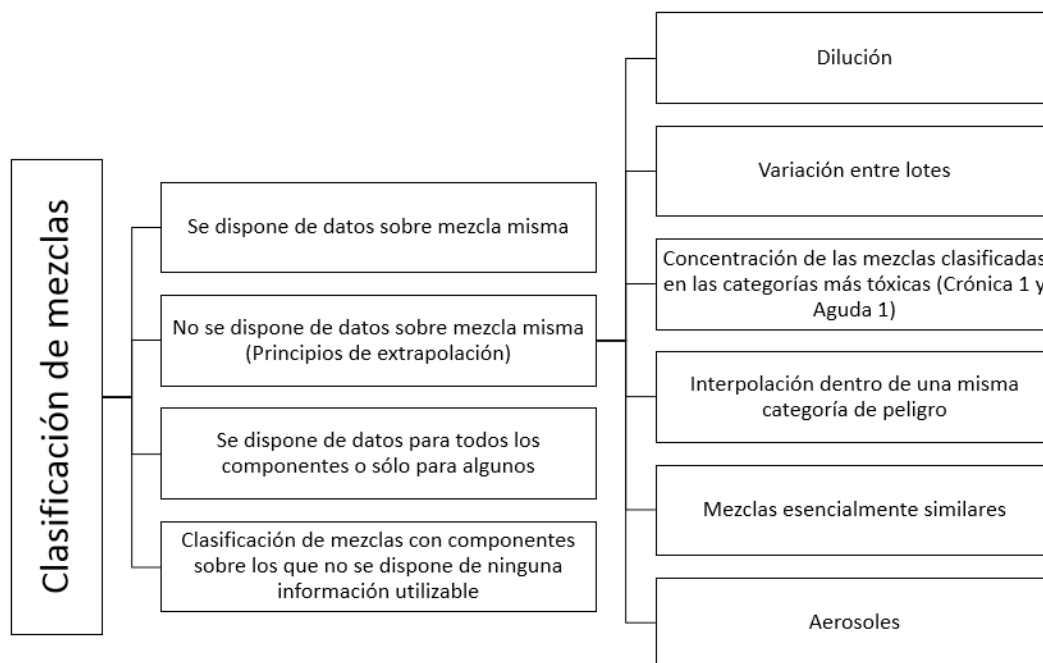 Clasificación de mezclas
Se dispone de datos sobre mezcla misma
No se dispone de datos sobre mezcla misma
(Principios de extrapolación)
Se dispone de datos para todos los
componentes o sólo para algunos
Clasificación de mezclas con componentes
sobre los que no se dispone de ninguna
información utilizable
Dilución
Variación entre lotes
Concentración de las mezclas clasificadas
en las categorías más tóxicas (Crónica 1 y
Aguda 1)
Interpolación dentro de una misma
categoría de peligro
Mezclas esencialmente similares
Aerosoles